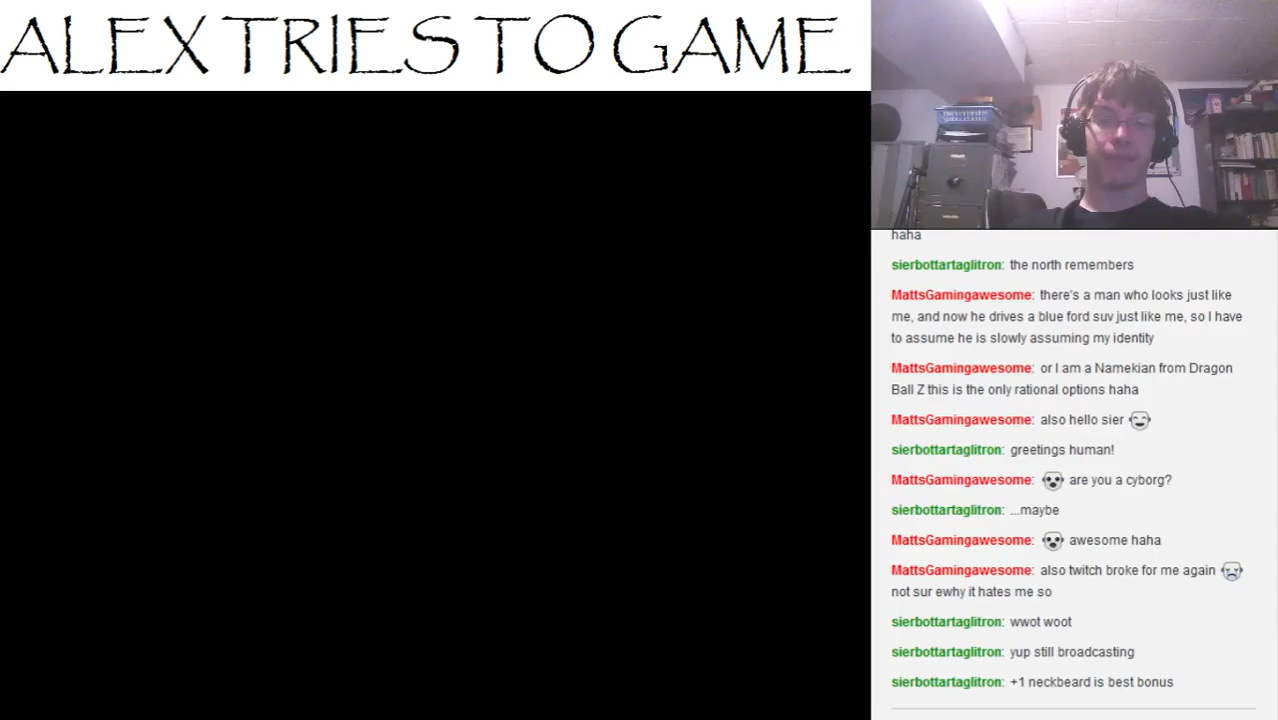 ALEX TRIES TO GAME
haha
sierbottartaglitron: the north remembers
MattsGamingawesome: there's a man who looks just like
me, and now he drives a blue ford suv just like me, so I have
to assume he is slowly assuming my identity
MattsGamingawesome: or I am a Namekian from Dragon
Ball Z this is the only rational options haha
MattsGamingawesome: also hello sier
sierbottartaglitron: greetings human!
MattsGamingawesome: are you a cyborg?
sierbottartaglitron: ...maybe
MattsGamingawesome: awesome haha
MattsGamingawesome: also twitch broke for me again
not sur ewhy it hates me so
sierbottartaglitron: wwot woot
sierbottartaglitron: yup still broadcasting
sierbottartaglitron: +1 neckbeard is best bonus